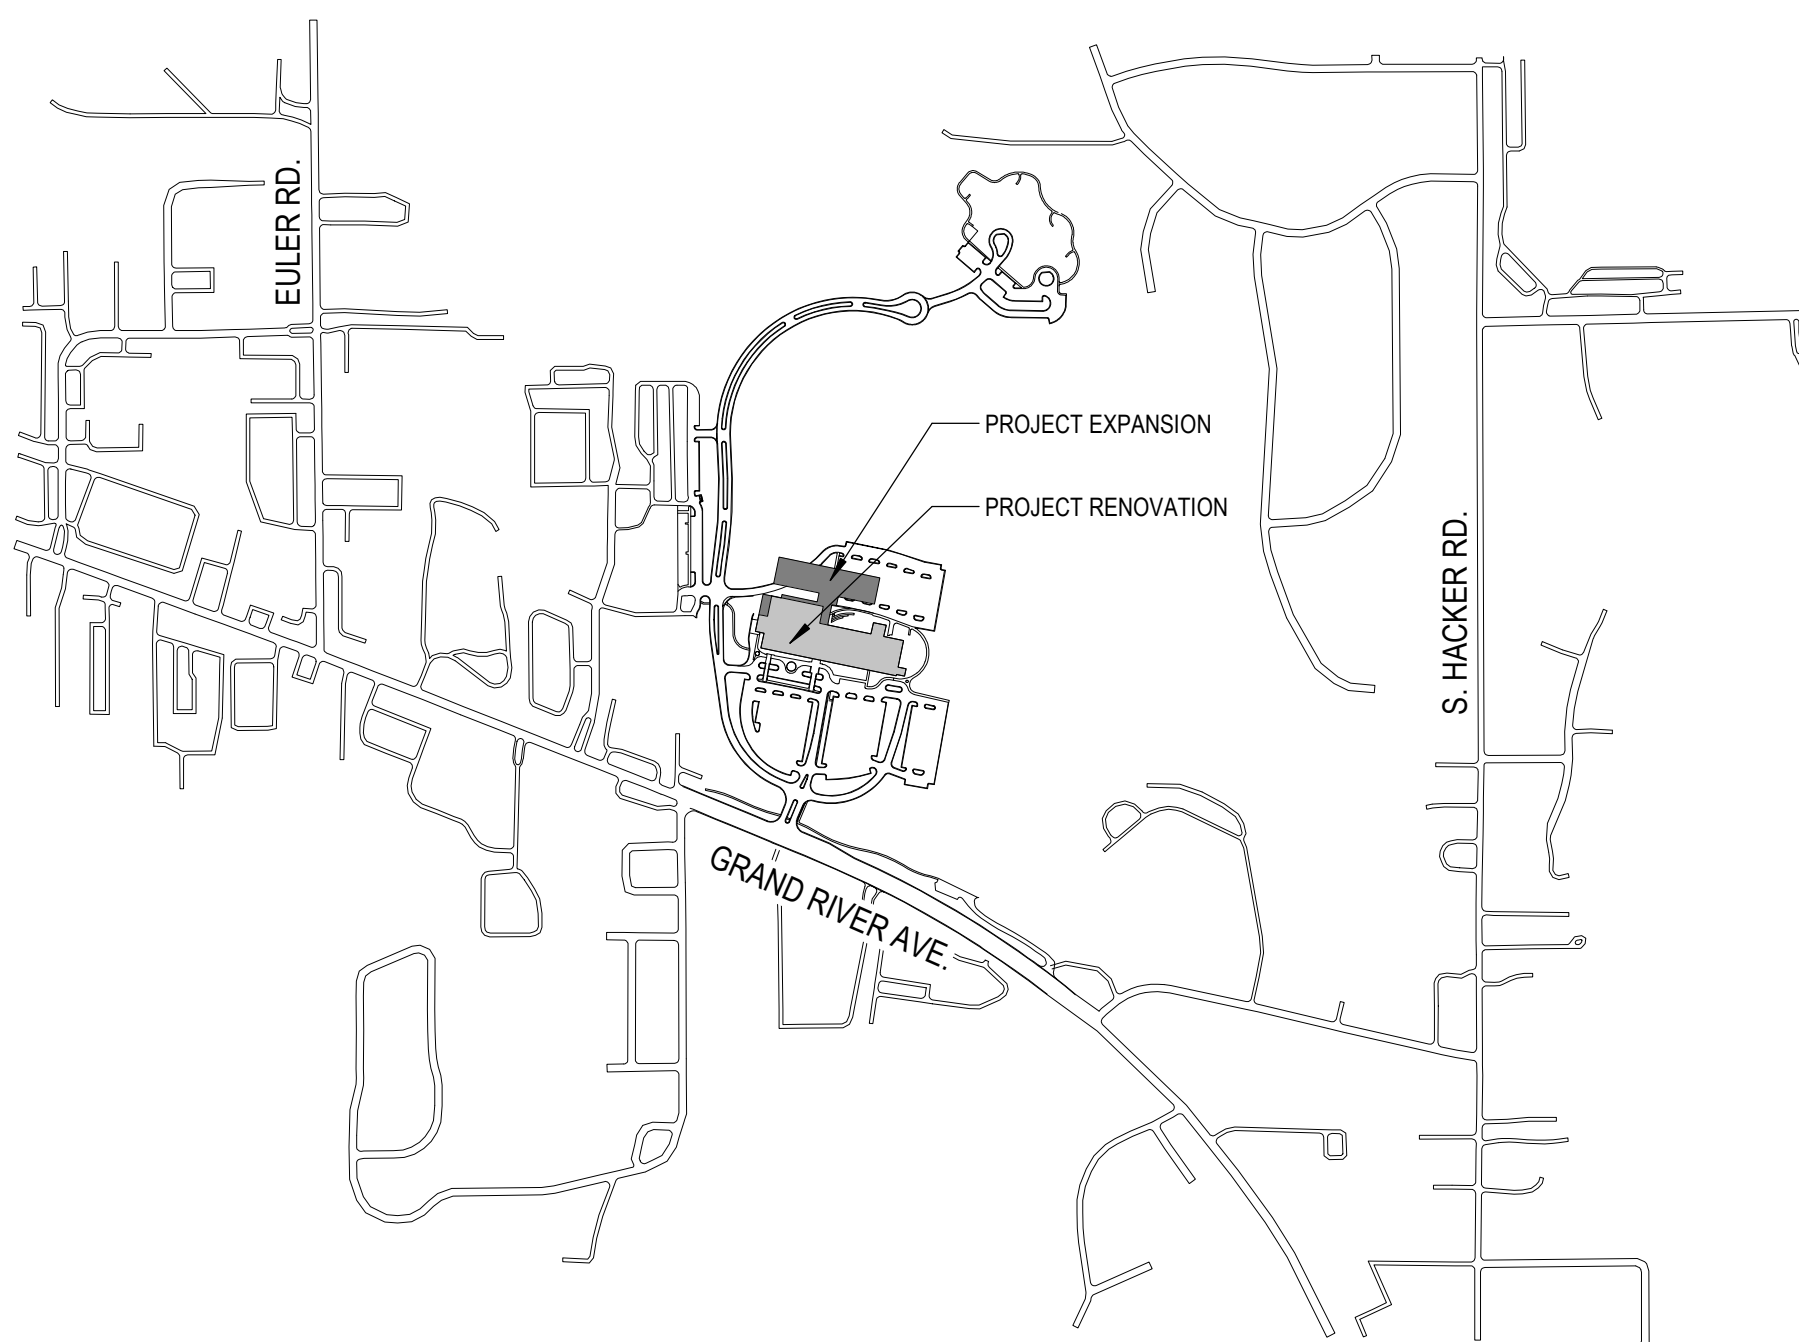 EULER RD.
PROJECT EXPANSION
PROJECT RENOVATION
S. HACKER RD.
GRAND RIVER AVE.